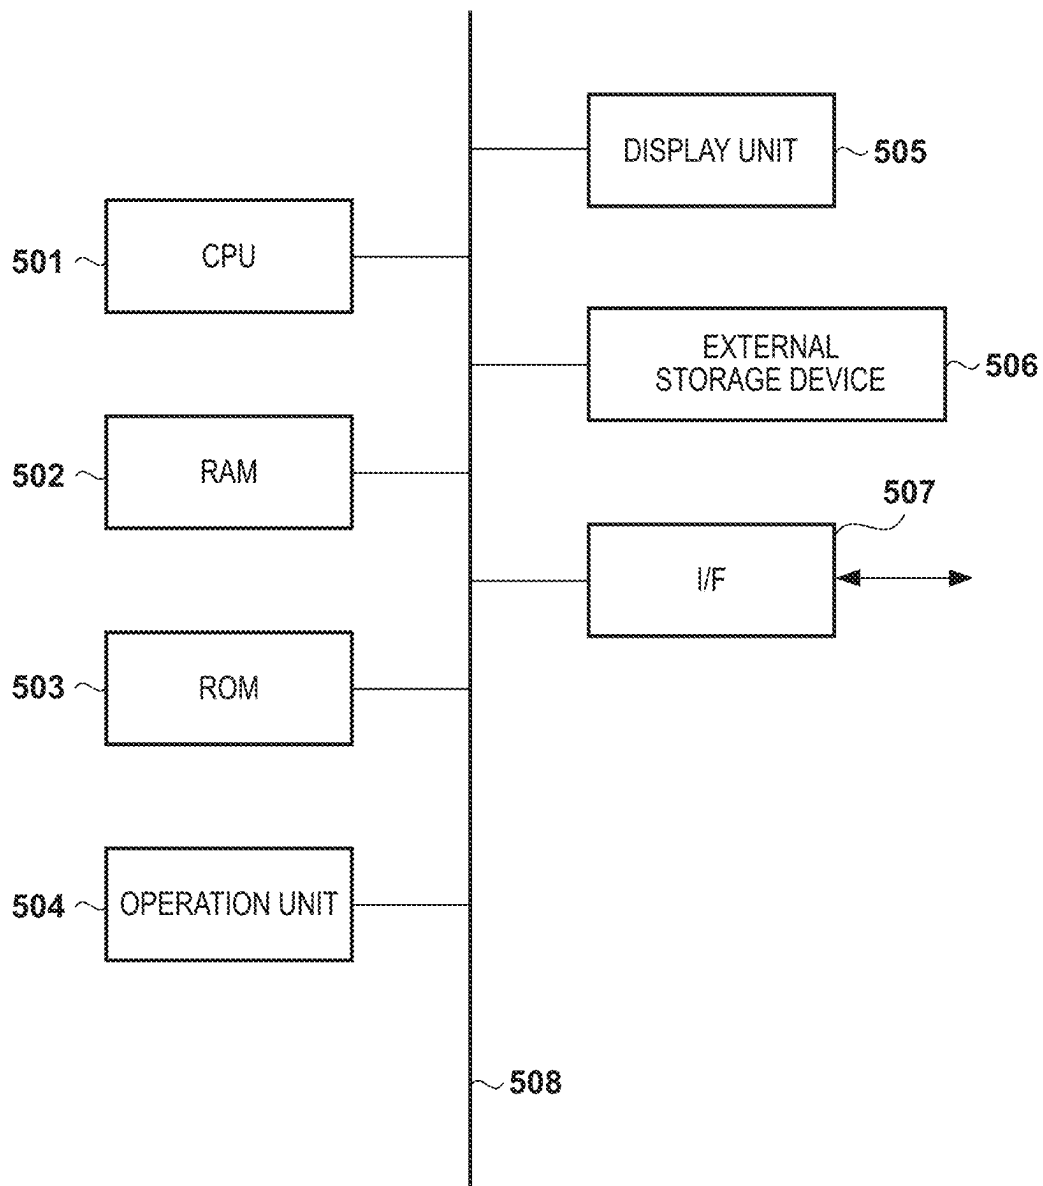 DISPLAY UNIT
505
501
CPU
EXTERNAL
STORAGE DEVICE
506
502
RAM
507
I/F
503
ROM
504
OPERATION UNIT
508